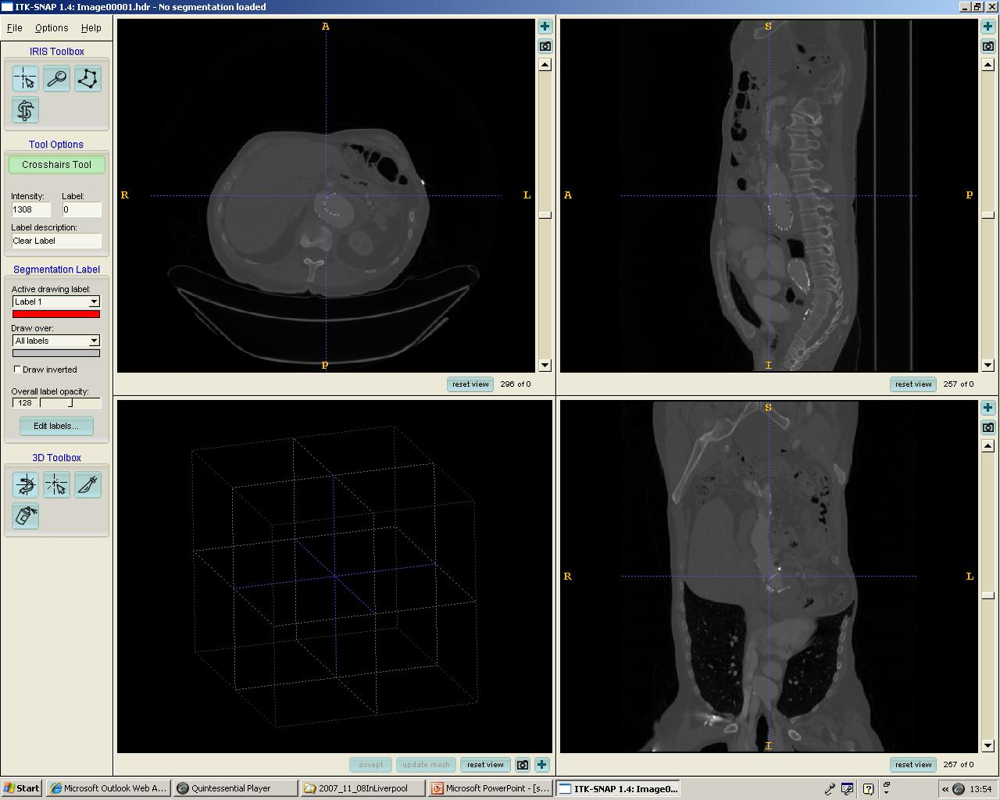 ITK-SNAP 1.4: Image00001.hdr - No segmentation loaded
File Options Help
IRIS Toolbox
Tool Options
Crosshairs Tool
Intensity: Label:
1308 0
Label description:
Clear Label
Segmentation Label
Active drawing label:
Label 1
Draw over:
All labels
Draw inverted
Overall label opacity:
128
Edit labels...
3D Toolbox
A
R
L
P
reset view 296 of 0
S
A
P
I
reset view 257 of 0
accept update mesh reset view
S
R
L
I
reset view 257 of 0
Start Microsoft Outlook Web A... Quintessential Player 2007_11_08InLiverpool Microsoft PowerPoint - [s... ITK-SNAP 1.4: Image0... « 13:54